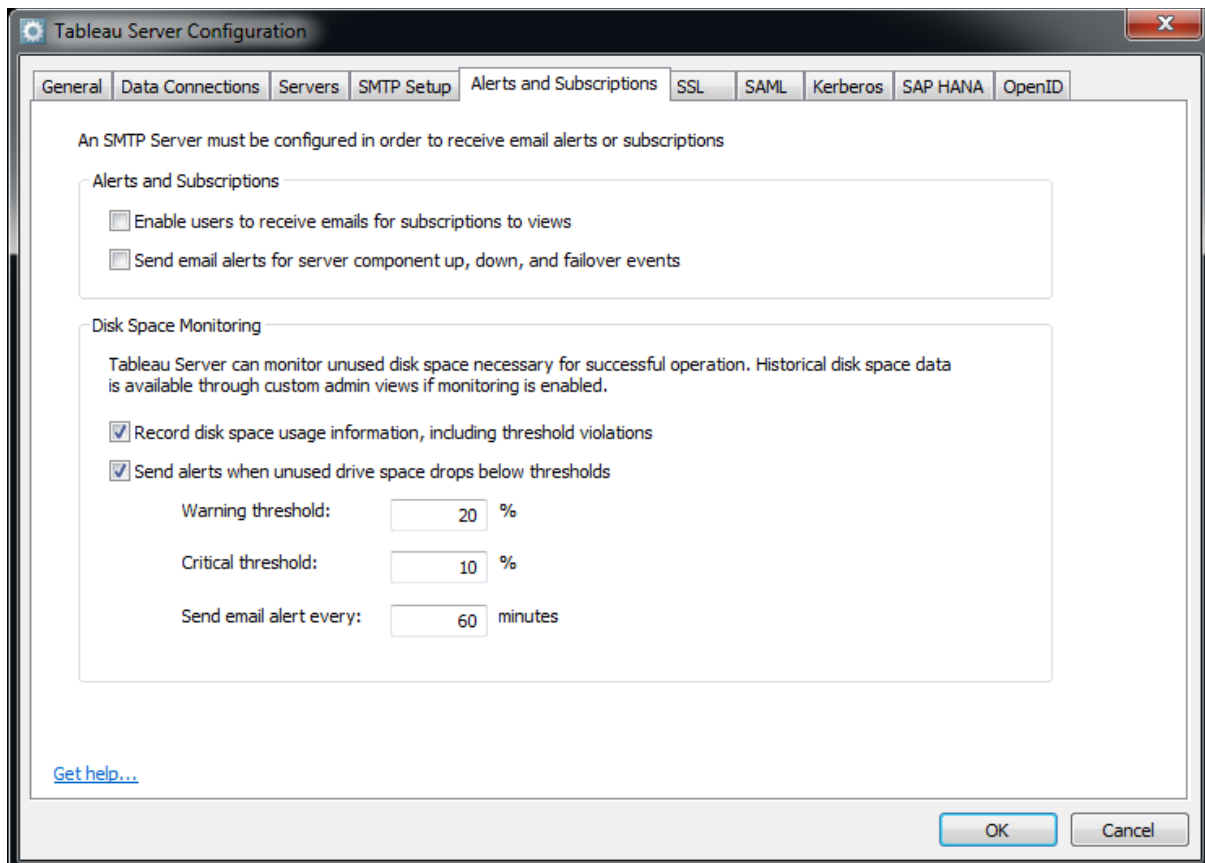 Tableau Server Configuration
General Data Connections Servers SMTP Setup Alerts and Subscriptions SSL SAML Kerberos SAP HANA OpenID
An SMTP Server must be configured in order to receive email alerts or subscriptions
Alerts and Subscriptions
Enable users to receive emails for subscriptions to views
Send email alerts for server component up, down, and failover events
Disk Space Monitoring
Tableau Server can monitor unused disk space necessary for successful operation. Historical disk space data
is available through custom admin views if monitoring is enabled.
Record disk space usage information, including threshold violations
Send alerts when unused drive space drops below thresholds
Warning threshold: 20 %
Critical threshold: 10 %
Send email alert every: 60 minutes
Get help...
OK Cancel